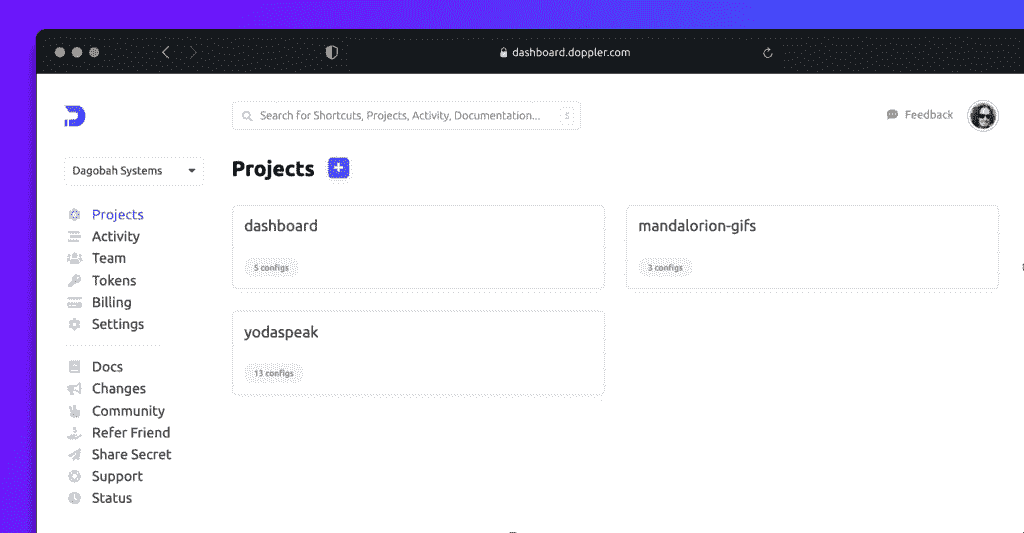 dashboard.doppler.com
Search for Shortcuts, Projects, Activity, Documentation...
S
Feedback
Dagobah Systems
Projects
Projects
Activity
Team
Tokens
Billing
Settings
Docs
Changes
Community
Refer Friend
Share Secret
Support
Status
dashboard
5 configs
mandalorion-gifs
3 configs
yodaspeak
13 configs